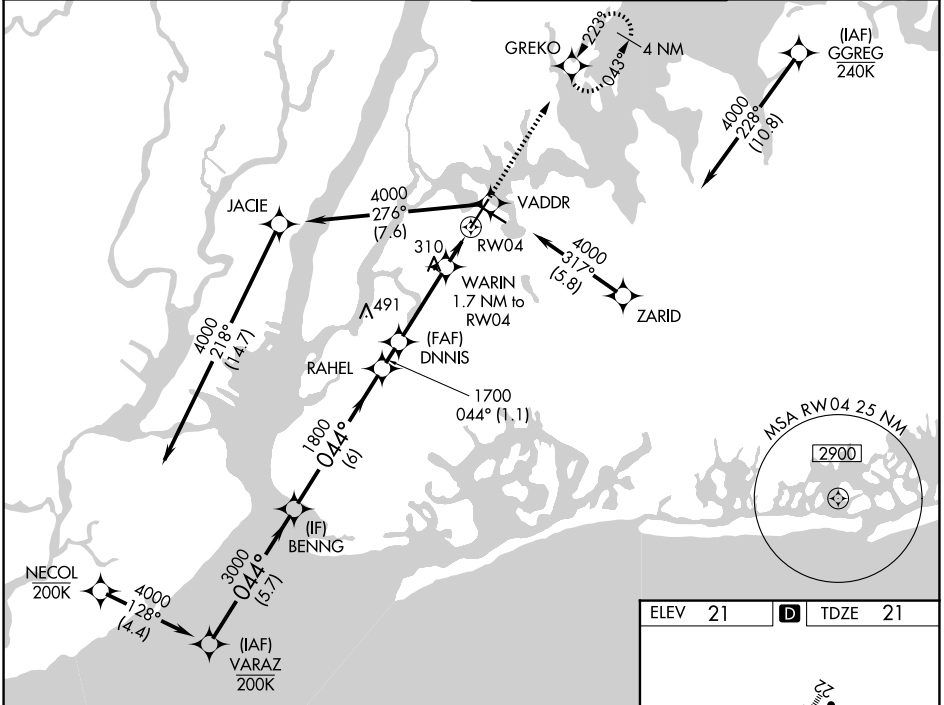 GREKO
223°
043°
4 NM
(IAF)
GGREG
240K
4000
228°
(10.8)
JACIE
4000
276°
(7.6)
VADDR
310
RW04
4000
317°
(5.8)
WARIN
1.7 NM to
RW04
ZARID
491
4000
218°
(14.7)
(FAF)
DNNIS
RAHEL
1700
044° (1.1)
1800
044°
(6)
MSA RW04 25 NM
2900
(IF)
BENNG
3000
044°
(5.7)
NECOL
200K
4000
128°
(4.4)
(IAF)
VARAZ
200K
ELEV 21 D TDZE 21
22